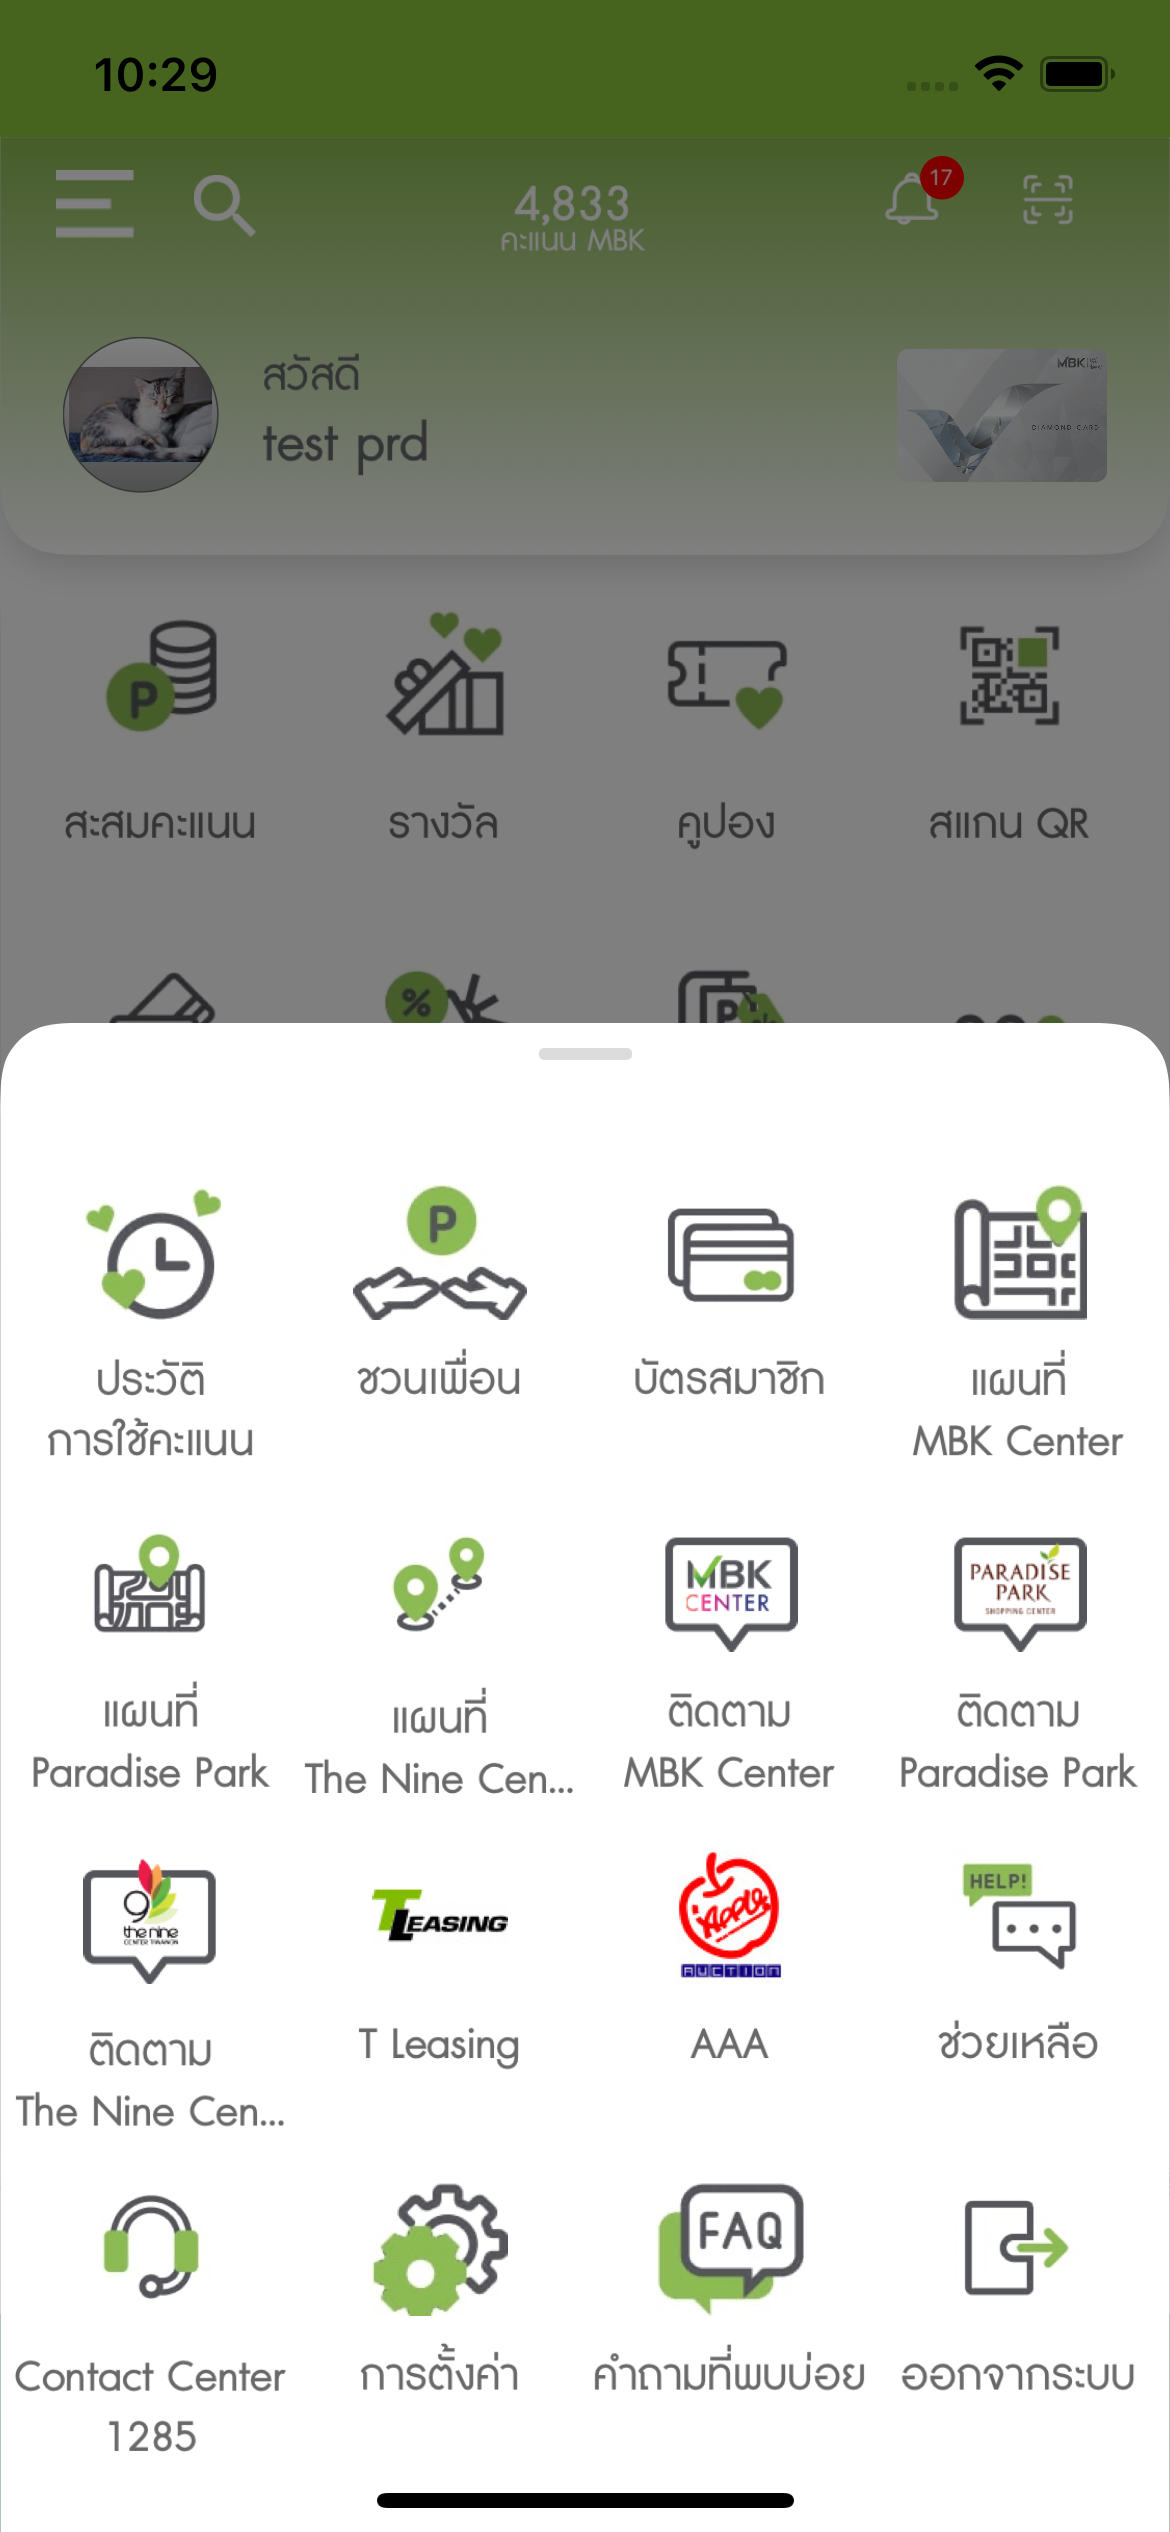 10:29
4,833
คะแนน MBK
17
สวัสดี
test prd
MBK
DIAMOND CARD
P
สะสมคะแนน
รางวัล
คูปอง
สแกน QR
%
P
P
ประวัติ
การใช้คะแนน
ชวนเพื่อน
บัตรสมาชิก
แผนที่
MBK Center
แผนที่
Paradise Park
แผนที่
The Nine Cen...
MBK
CENTER
ติดตาม
MBK Center
PARADISE
PARK
SHOPPING CENTER
ติดตาม
Paradise Park
9
the nine
ติดตาม
The Nine Cen...
T LEASING
T Leasing
Apple
AUCTION
AAA
HELP!
ช่วยเหลือ
Contact Center
1285
การตั้งค่า
FAQ
คำถามที่พบบ่อย
ออกจากระบบ